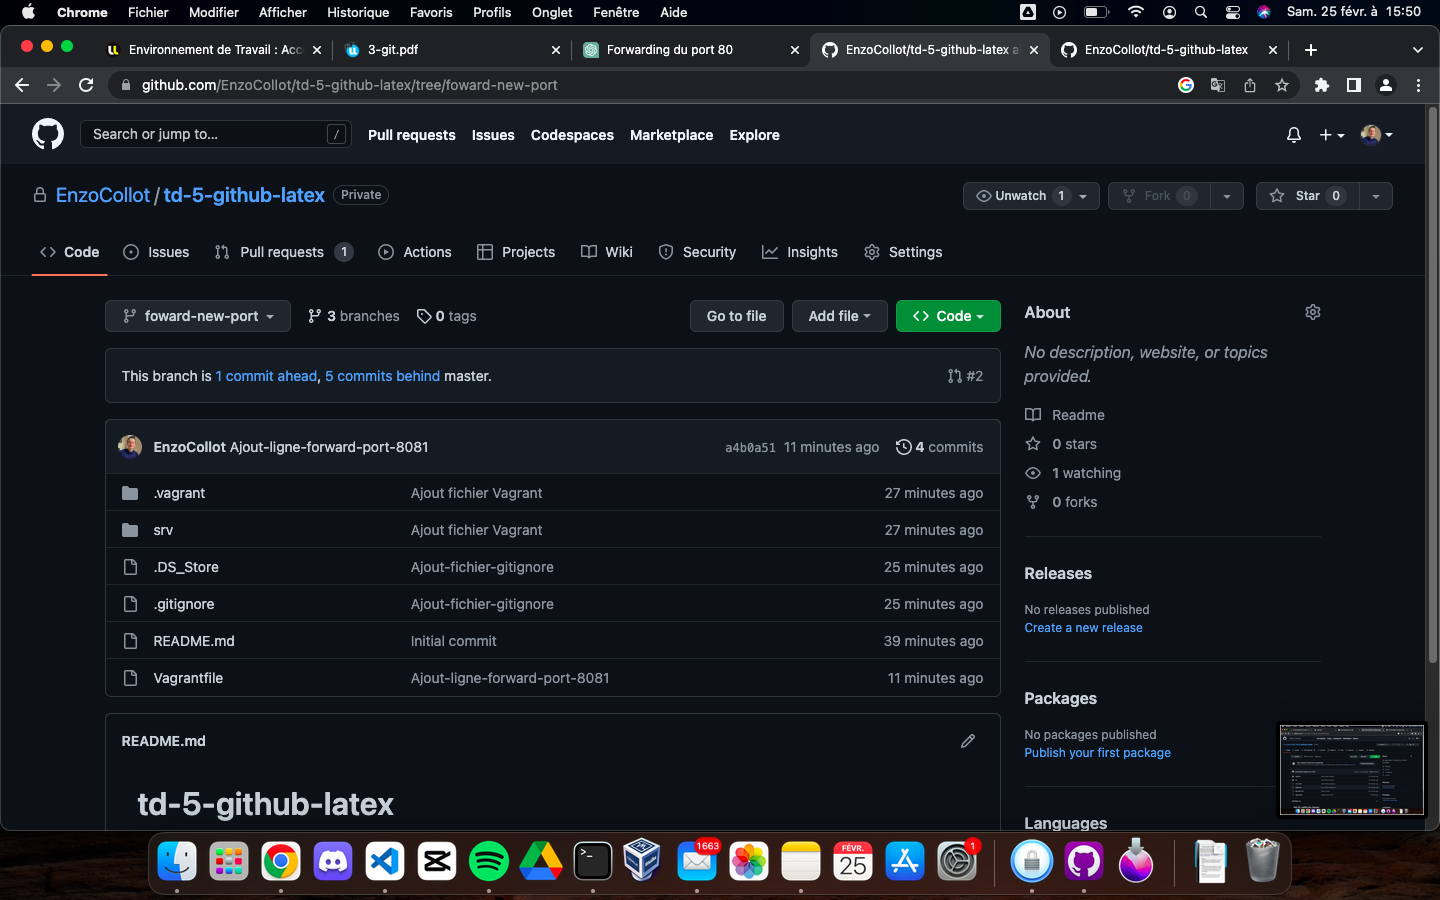 Chrome Fichier Modifier Afficher Historique Favoris Profils Onglet Fenêtre Aide Sam. 25 févr. à 15:50
Environnement de Travail : Acc 3-git.pdf Forwarding du port 80 EnzoCollot/td-5-github-latex a EnzoCollot/td-5-github-latex
github.com/EnzoCollot/td-5-github-latex/tree/foward-new-port
Search or jump to... / Pull requests Issues Codespaces Marketplace Explore
EnzoCollot / td-5-github-latex Private Unwatch 1 Fork 0 Star 0
Code Issues Pull requests 1 Actions Projects Wiki Security Insights Settings
foward-new-port 3 branches 0 tags Go to file Add file Code
This branch is 1 commit ahead, 5 commits behind master. #2
EnzoCollot Ajout-ligne-forward-port-8081 a4b0a51 11 minutes ago 4 commits
.vagrant Ajout fichier Vagrant 27 minutes ago
srv Ajout fichier Vagrant 27 minutes ago
.DS_Store Ajout-fichier-gitignore 25 minutes ago
.gitignore Ajout-fichier-gitignore 25 minutes ago
README.md Initial commit 39 minutes ago
Vagrantfile Ajout-ligne-forward-port-8081 11 minutes ago
README.md
td-5-github-latex
About
No description, website, or topics
provided.
Readme
0 stars
1 watching
0 forks
Releases
No releases published
Create a new release
Packages
No packages published
Publish your first package
Languages
1663
FÉVR.
25
1